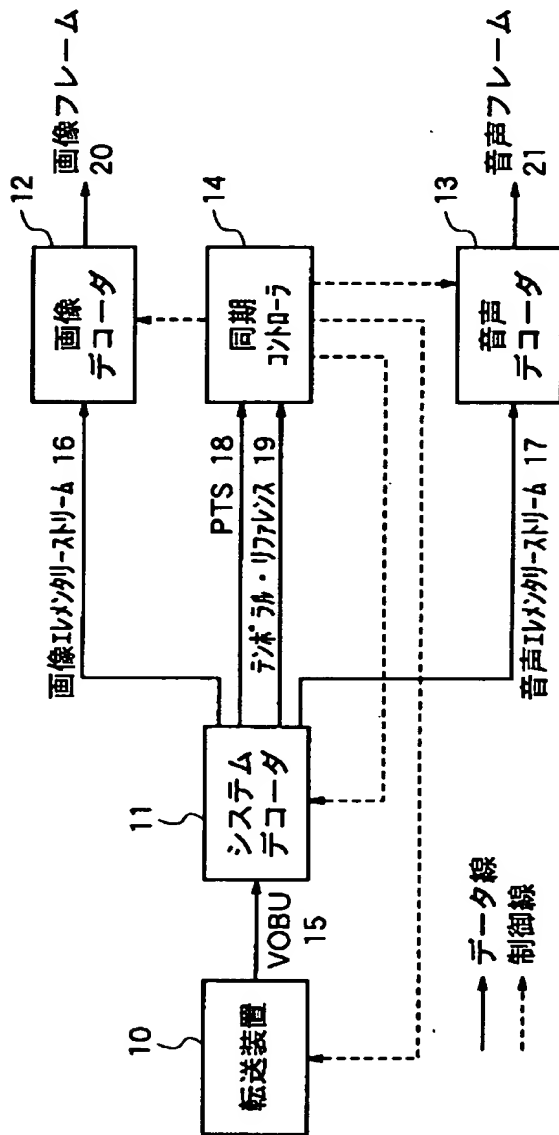 10
転送装置
VOBU
15
11
システム
デコーダ
画像エレメンタリーストリーム 16
PTS 18
テンポラル・リファレンス 19
音声エレメンタリーストリーム 17
12
画像
デコーダ
画像フレーム
20
14
同期
コントローラ
13
音声
デコーダ
音声フレーム
21
データ線
制御線